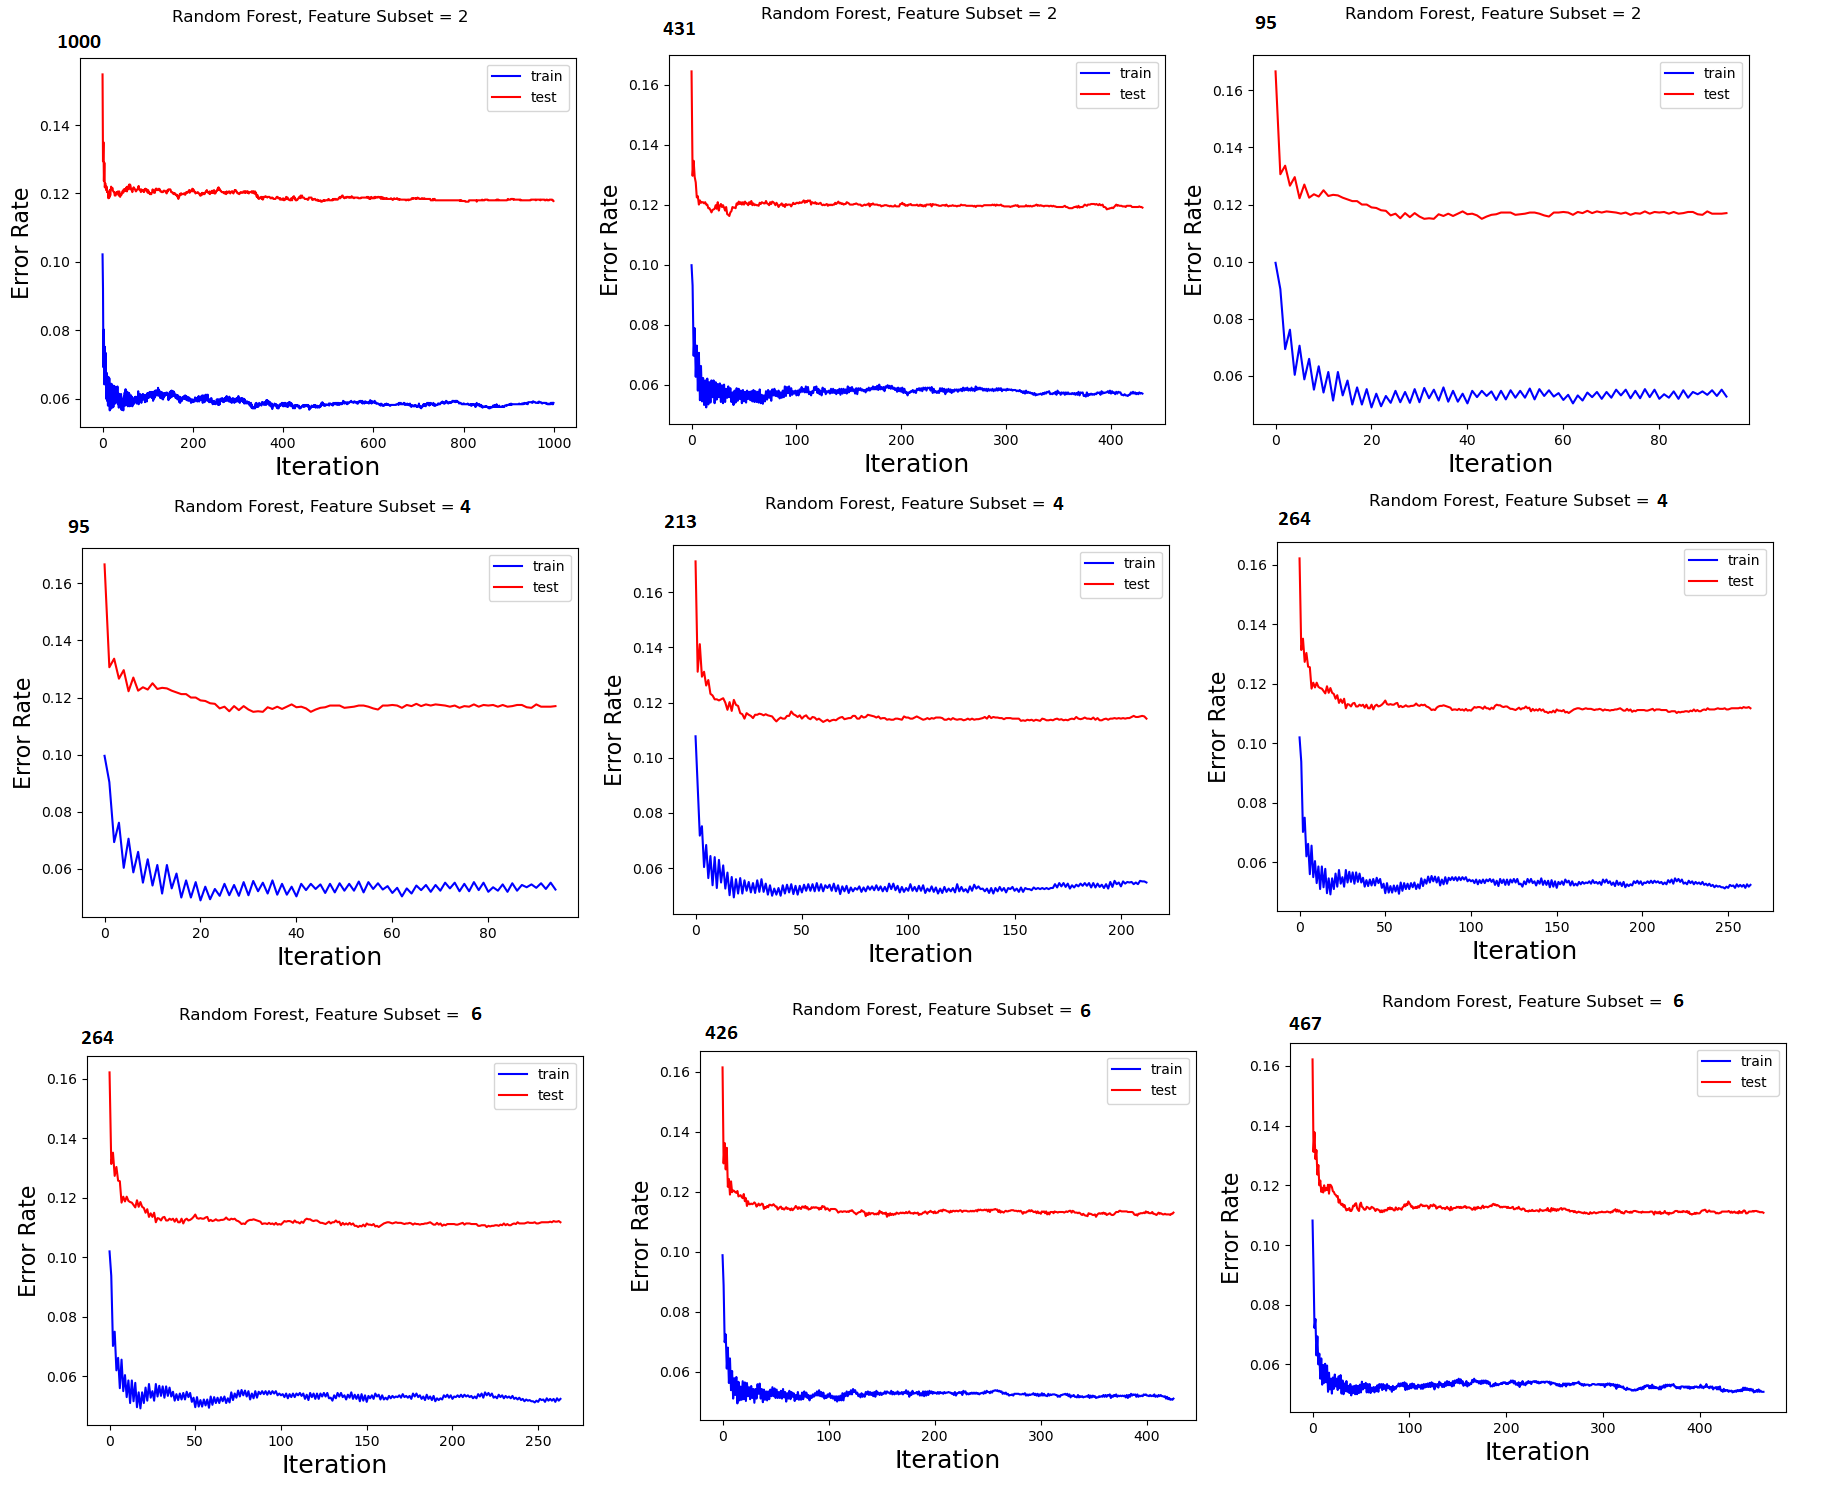 Random Forest, Feature Subset = 2
1000
train
test
0.14
0.12
0.10
0.08
0.06
Error Rate
0 200 400 600 800 1000
Iteration
Random Forest, Feature Subset = 2
431
train
test
0.16
0.14
0.12
0.10
0.08
0.06
Error Rate
0 100 200 300 400
Iteration
Random Forest, Feature Subset = 2
95
train
test
0.16
0.14
0.12
0.10
0.08
0.06
Error Rate
0 20 40 60 80
Iteration
Random Forest, Feature Subset = 4
95
train
test
0.16
0.14
0.12
0.10
0.08
0.06
Error Rate
0 20 40 60 80
Iteration
Random Forest, Feature Subset = 4
213
train
test
0.16
0.14
0.12
0.10
0.08
0.06
Error Rate
0 50 100 150 200
Iteration
Random Forest, Feature Subset = 4
264
train
test
0.16
0.14
0.12
0.10
0.08
0.06
Error Rate
0 50 100 150 200 250
Iteration
Random Forest, Feature Subset = 6
264
train
test
0.16
0.14
0.12
0.10
0.08
0.06
Error Rate
0 50 100 150 200 250
Iteration
Random Forest, Feature Subset = 6
426
train
test
0.16
0.14
0.12
0.10
0.08
0.06
Error Rate
0 100 200 300 400
Iteration
Random Forest, Feature Subset = 6
467
train
test
0.16
0.14
0.12
0.10
0.08
0.06
Error Rate
0 100 200 300 400
Iteration